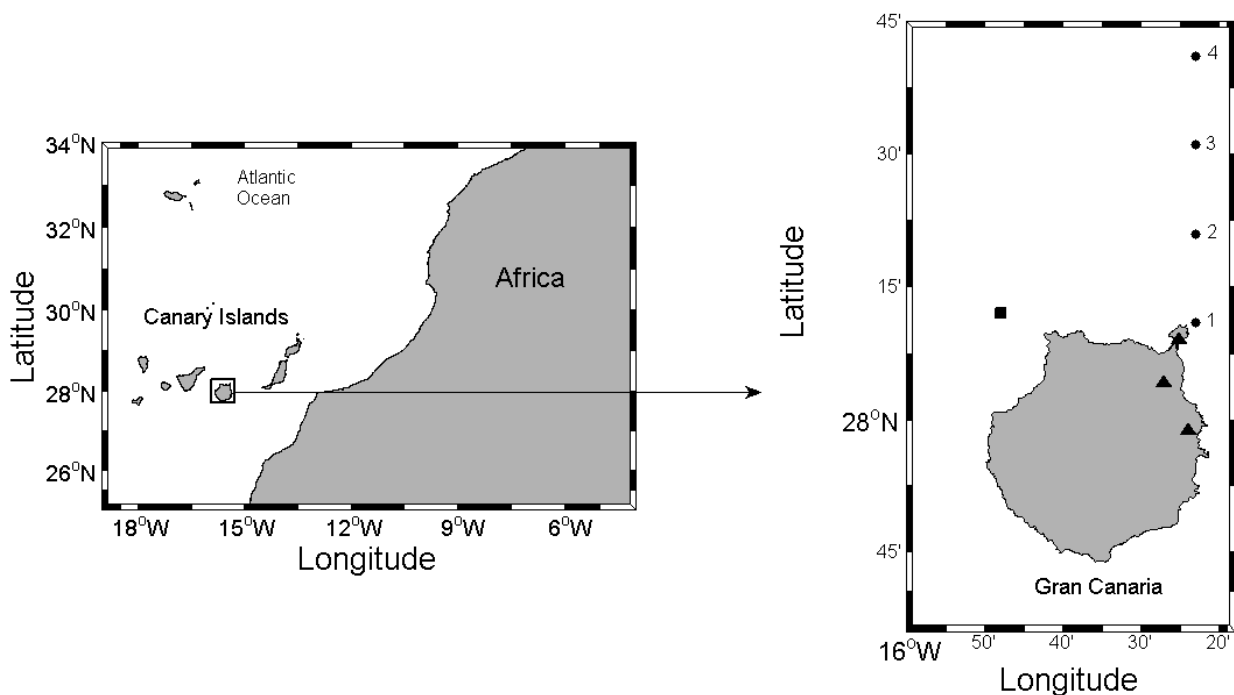 34°N
32°N
30°N
28°N
26°N
Latitude
Atlantic
Ocean
Africa
Canary Islands
18°W
15°W
12°W
9°W
6°W
Longitude
45'
30'
15'
28°N
45'
Latitude
4
3
2
1
Gran Canaria
16°W
50'
40'
30'
20'
Longitude